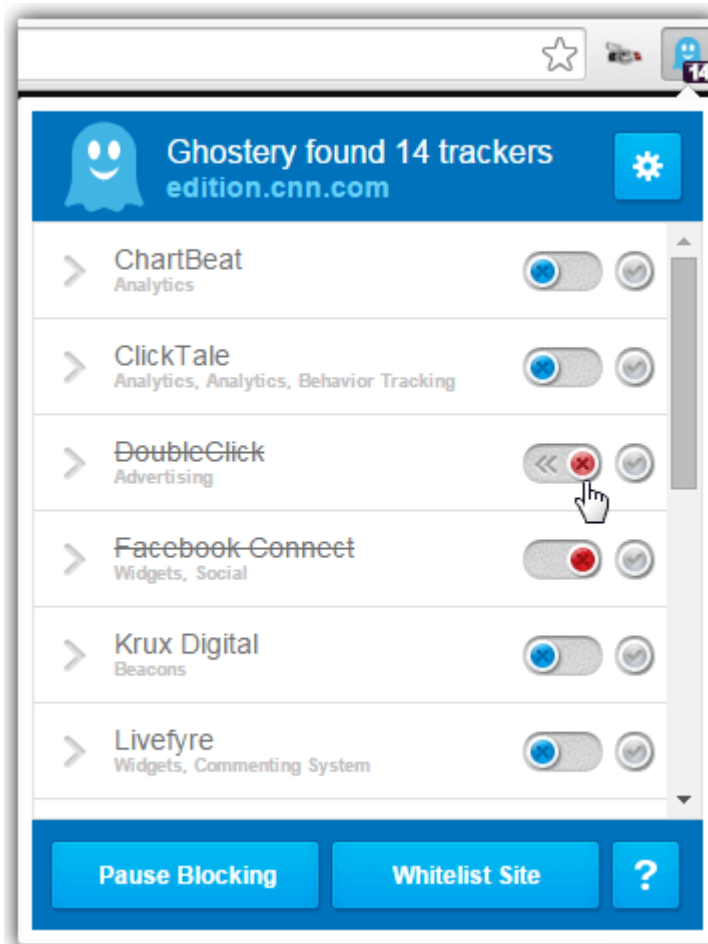 14
Ghostery found 14 trackers
edition.cnn.com
ChartBeat
Analytics
ClickTale
Analytics, Analytics, Behavior Tracking
DoubleClick
Advertising
Facebook Connect
Widgets, Social
Krux Digital
Beacons
Livefyre
Widgets, Commenting System
Pause Blocking
Whitelist Site
?